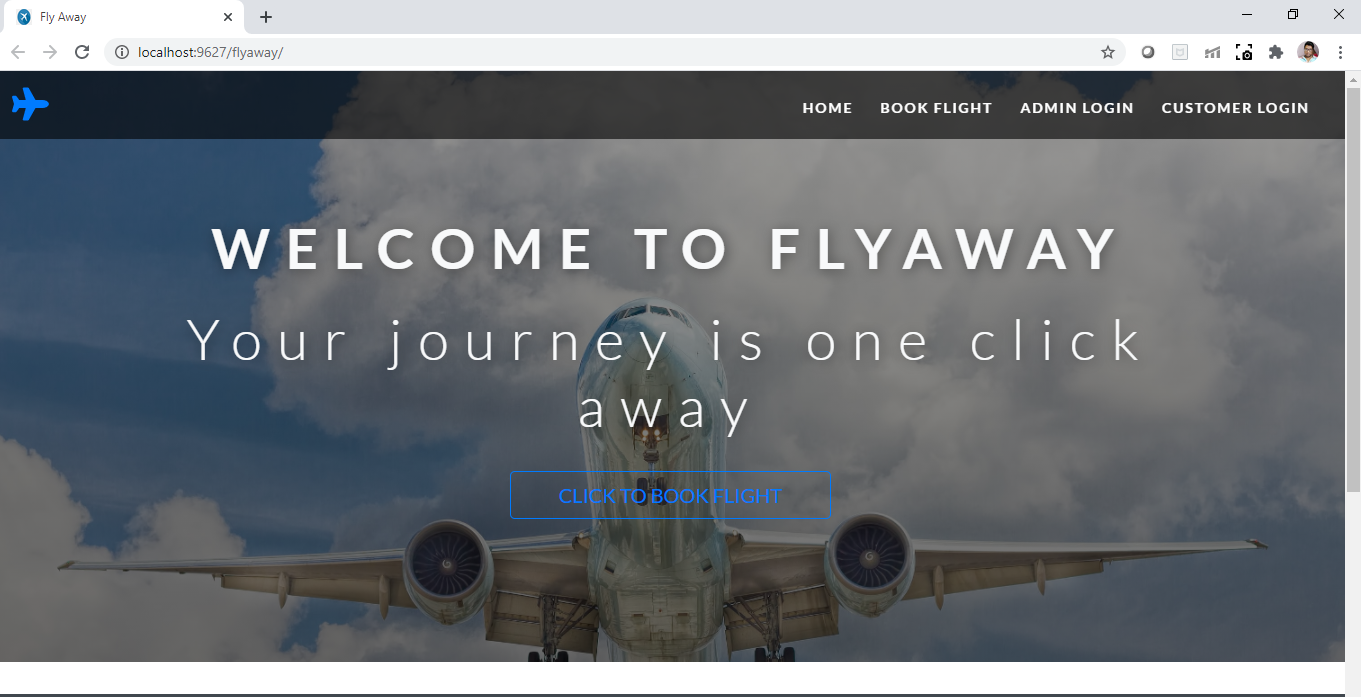 Fly Away
localhost:9627/flyaway/
HOME BOOK FLIGHT ADMIN LOGIN CUSTOMER LOGIN
WELCOME TO FLYAWAY
Your journey is one click
away
CLICK TO BOOK FLIGHT